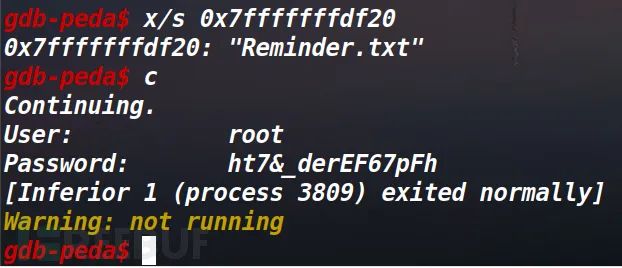 gdb-peda$ x/s 0x7fffffffdf20
0x7fffffffdf20: "Reminder.txt"
gdb-peda$ c
Continuing.
User: root
Password: ht7&_derEF67pFh
[Inferior 1 (process 3809) exited normally]
Warning: not running
gdb-peda$